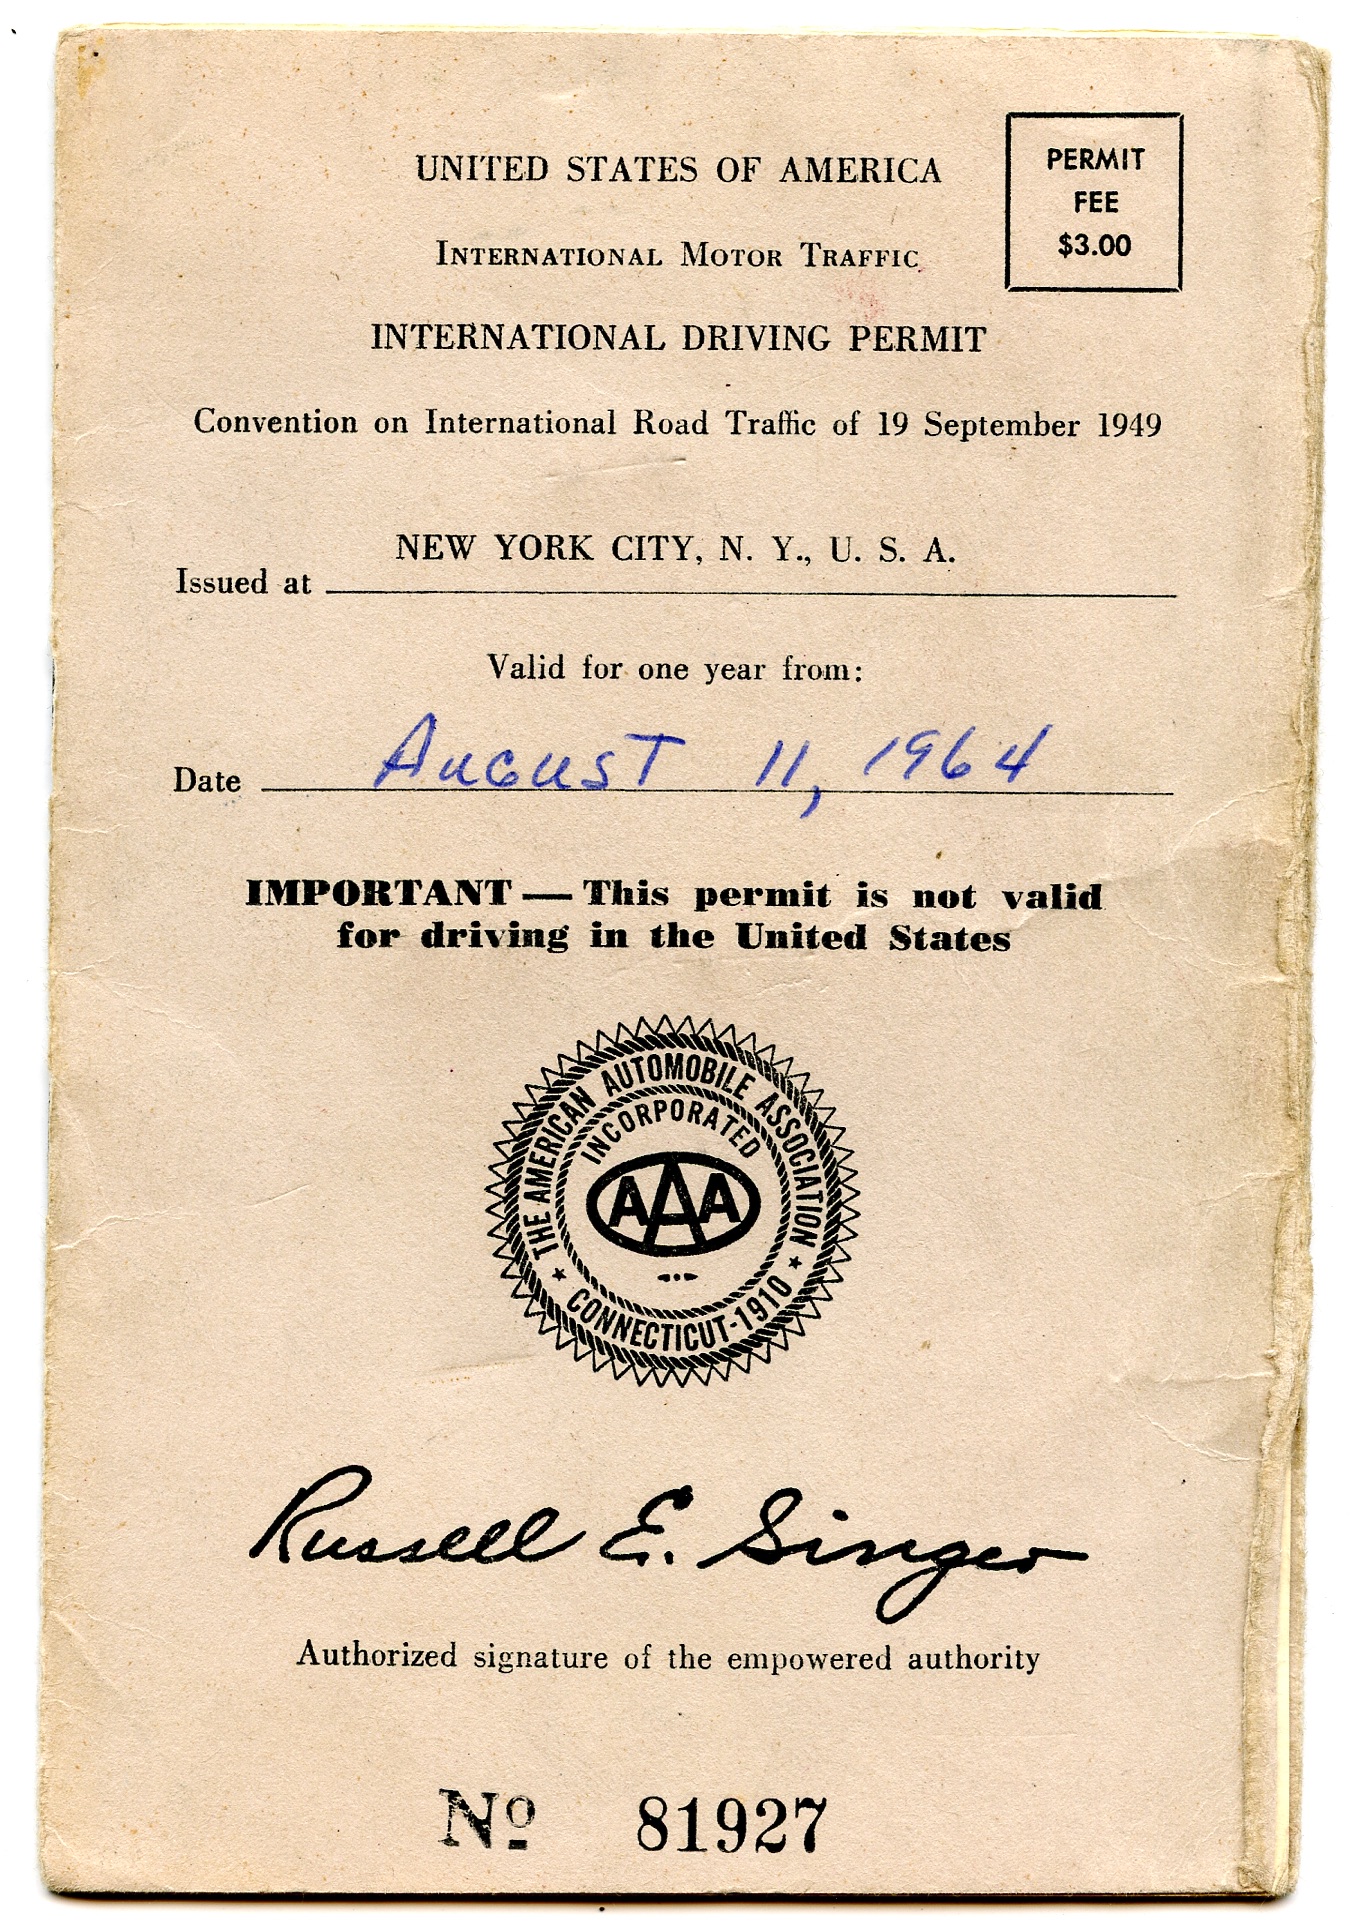 PERMIT
FEE
$3.00
UNITED STATES OF AMERICA
INTERNATIONAL MOTOR TRAFFIC
INTERNATIONAL DRIVING PERMIT
Convention on International Road Traffic of 19 September 1949
NEW YORK CITY, N. Y., U. S. A.
Issued at
Valid for one year from:
Date AUGUST 11, 1964
IMPORTANT — This permit is not valid
for driving in the United States
THE AMERICAN AUTOMOBILE ASSOCIATION
INCORPORATED
AAA
★ CONNECTICUT-1910 ★
Russell E. Singer
Authorized signature of the empowered authority
Nº 81927